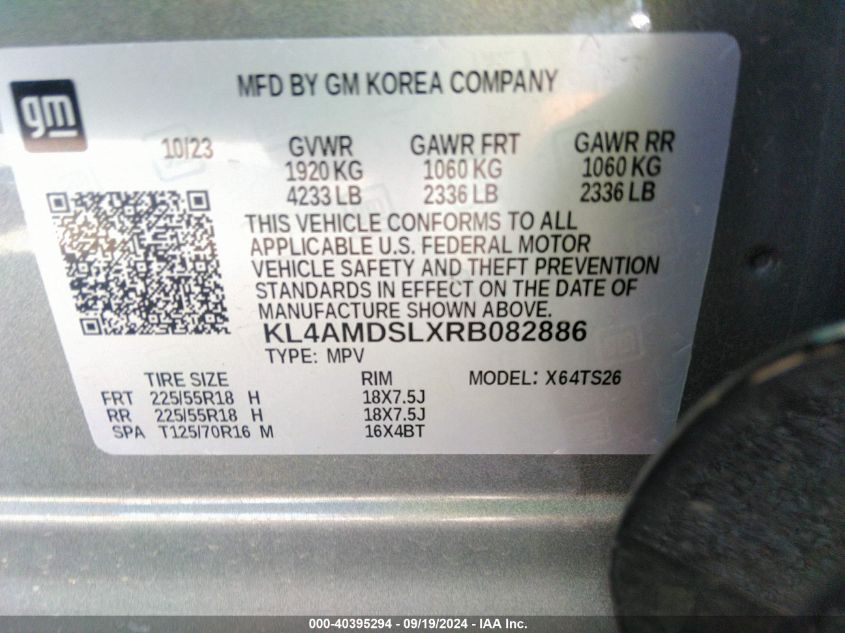 MFD BY GM KOREA COMPANY
gm
10/23 GVWR GAWR FRT GAWR RR
1920 KG 1060 KG 1060 KG
4233 LB 2336 LB 2336 LB
THIS VEHICLE CONFORMS TO ALL
APPLICABLE U.S. FEDERAL MOTOR
VEHICLE SAFETY AND THEFT PREVENTION
STANDARDS IN EFFECT ON THE DATE OF
MANUFACTURE SHOWN ABOVE.
KL4AMDSLXRB082886
TYPE: MPV
TIRE SIZE RIM MODEL: X64TS26
FRT 225/55R18 H 18X7.5J
RR 225/55R18 H 18X7.5J
SPA T125/70R16 M 16X4BT
000-40395294 - 09/19/2024 - IAA Inc.